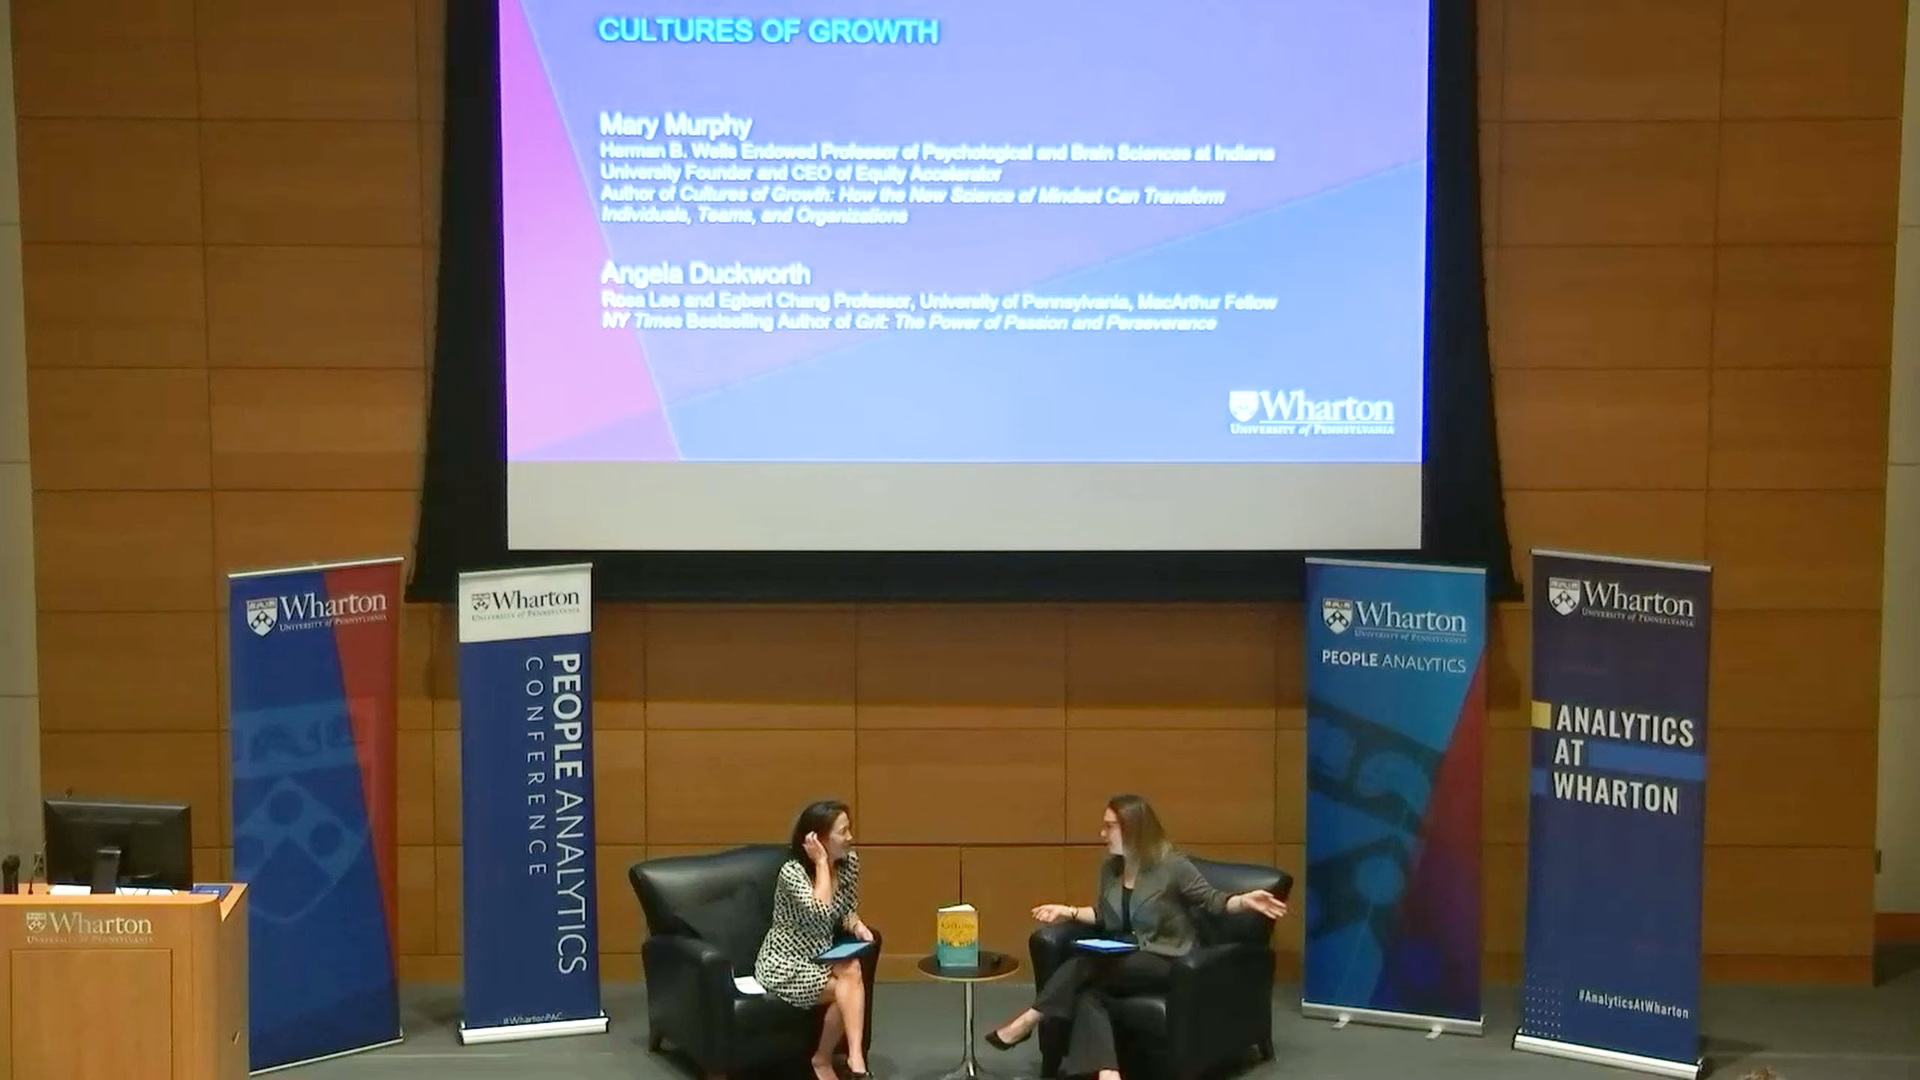 CULTURES OF GROWTH
Mary Murphy
Herman B. Wells Endowed Professor of Psychological and Brain Sciences at Indiana
University Founder and CEO of Equity Accelerator
Author of Cultures of Growth: How the New Science of Mindset Can Transform
Individuals, Teams, and Organizations
Angela Duckworth
Rosa Lee and Egbert Chang Professor, University of Pennsylvania, MacArthur Fellow
NY Times Bestselling Author of Grit: The Power of Passion and Perseverance
Wharton
UNIVERSITY of PENNSYLVANIA
Wharton
UNIVERSITY of PENNSYLVANIA
Wharton
UNIVERSITY of PENNSYLVANIA
PEOPLE ANALYTICS
CONFERENCE
#WhartonPAC
Wharton
UNIVERSITY of PENNSYLVANIA
PEOPLE ANALYTICS
Wharton
UNIVERSITY of PENNSYLVANIA
ANALYTICS
AT
WHARTON
#AnalyticsAtWharton
Wharton
UNIVERSITY of PENNSYLVANIA